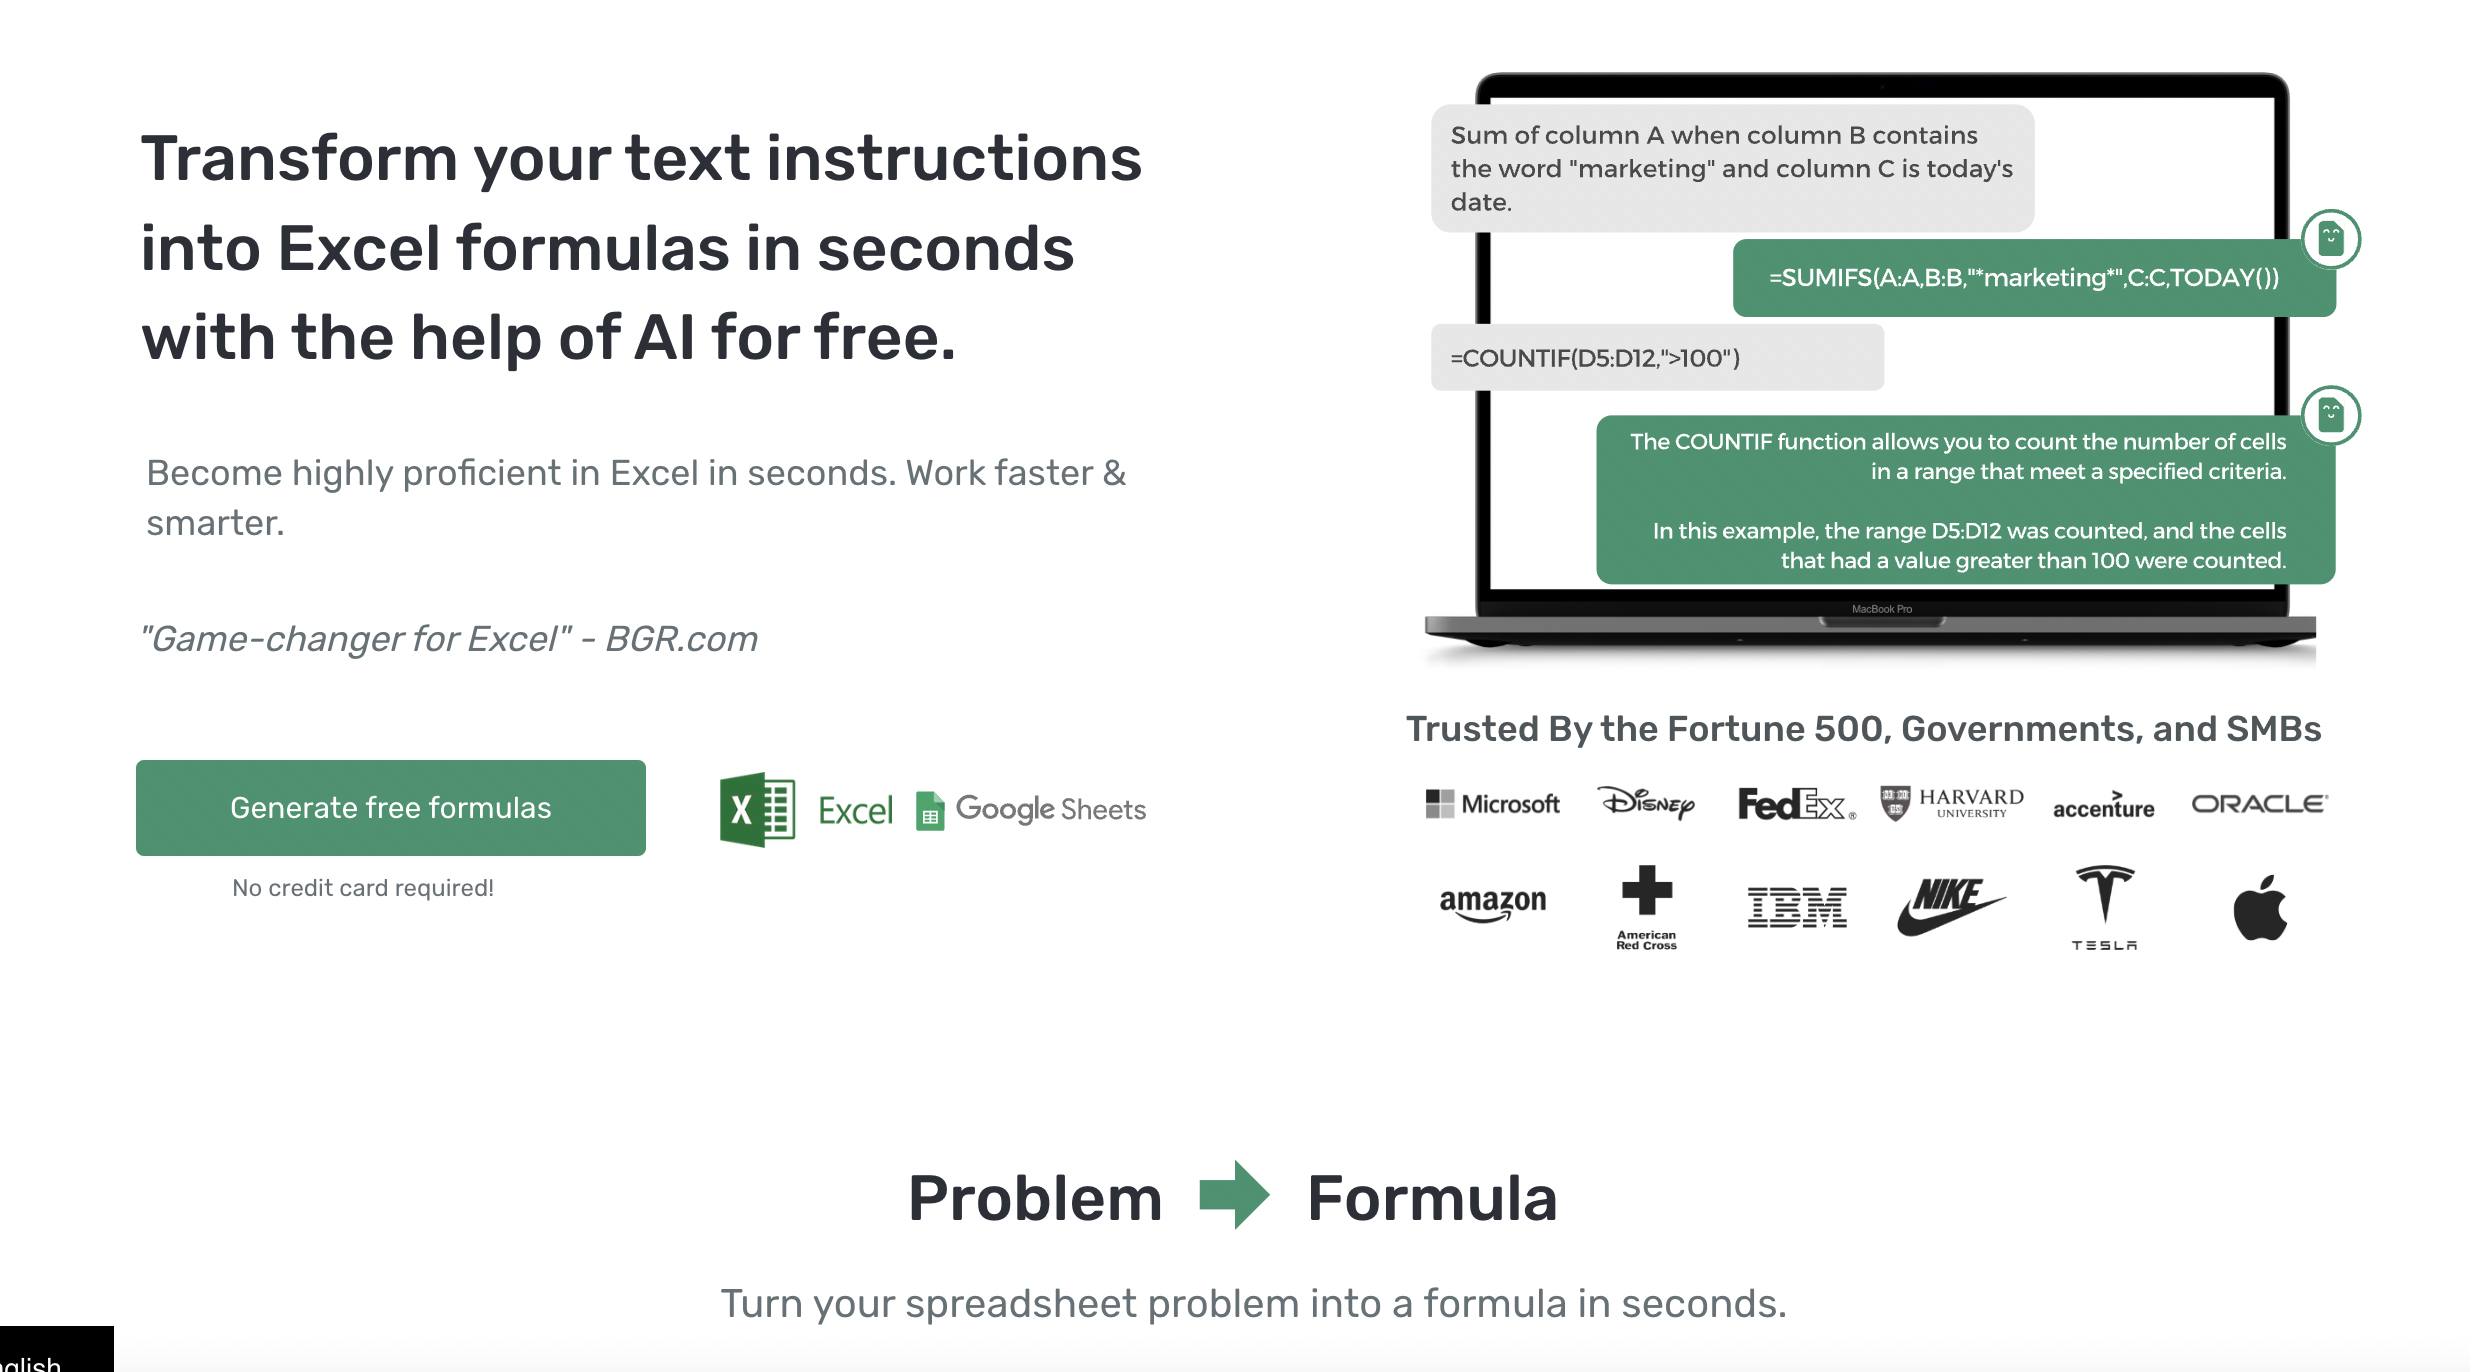 Transform your text instructions
into Excel formulas in seconds
with the help of AI for free.
Become highly proficient in Excel in seconds. Work faster &
smarter.
"Game-changer for Excel" - BGR.com
Generate free formulas
No credit card required!
X Excel
Google Sheets
Sum of column A when column B contains
the word "marketing" and column C is today's
date.
=SUMIFS(A:A,B:B,"*marketing*",C:C,TODAY())
=COUNTIF(D5:D12,">100")
The COUNTIF function allows you to count the number of cells
in a range that meet a specified criteria.
In this example, the range D5:D12 was counted, and the cells
that had a value greater than 100 were counted.
MacBook Pro
Trusted By the Fortune 500, Governments, and SMBs
Microsoft
Disney
FedEx®
HARVARD
UNIVERSITY
accenture
ORACLE
amazon
American
Red Cross
IBM
NIKE
TESLA
Problem Formula
Turn your spreadsheet problem into a formula in seconds.